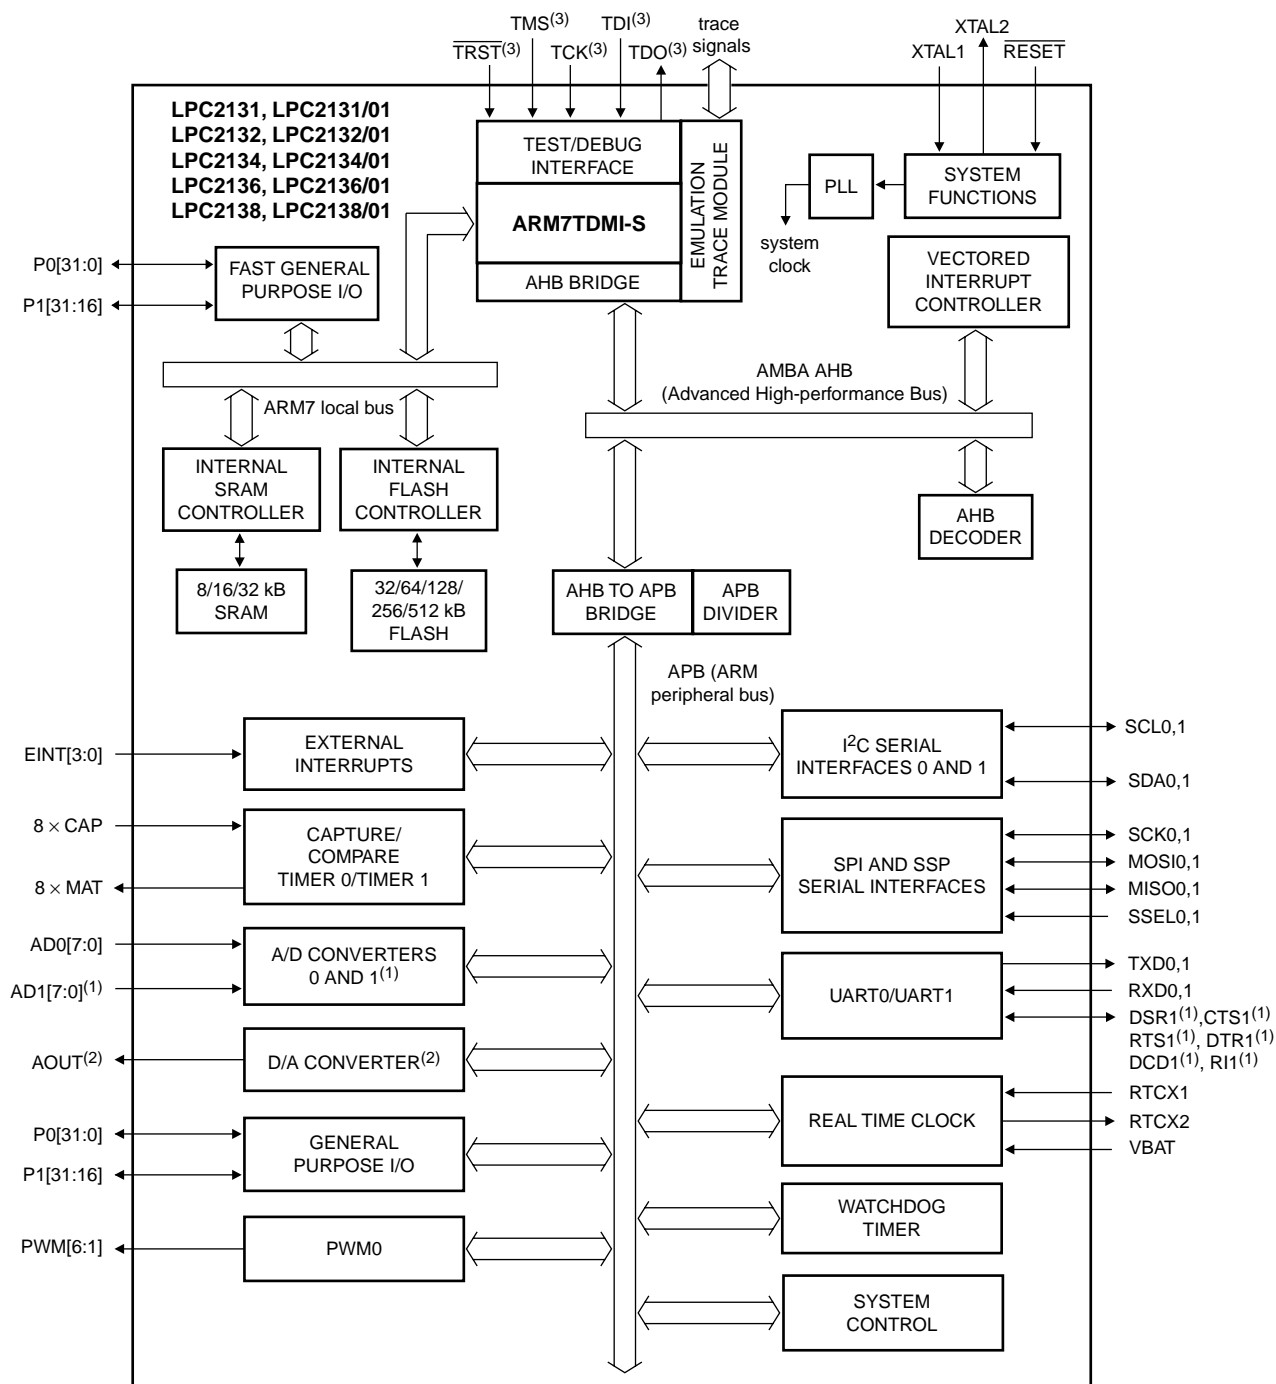 TMS(3)
TDI(3)
trace
signals
XTAL2
TRST(3)
TCK(3)
TDO(3)
XTAL1
RESET
LPC2131, LPC2131/01
LPC2132, LPC2132/01
LPC2134, LPC2134/01
LPC2136, LPC2136/01
LPC2138, LPC2138/01
TEST/DEBUG
INTERFACE
ARM7TDMI-S
AHB BRIDGE
EMULATION
TRACE MODULE
PLL
SYSTEM
FUNCTIONS
system
clock
VECTORED
INTERRUPT
CONTROLLER
P0[31:0]
P1[31:16]
FAST GENERAL
PURPOSE I/O
AMBA AHB
(Advanced High-performance Bus)
ARM7 local bus
INTERNAL
SRAM
CONTROLLER
INTERNAL
FLASH
CONTROLLER
AHB
DECODER
8/16/32 kB
SRAM
32/64/128/
256/512 kB
FLASH
AHB TO APB
BRIDGE
APB
DIVIDER
APB (ARM
peripheral bus)
EINT[3:0]
EXTERNAL
INTERRUPTS
I2C SERIAL
INTERFACES 0 AND 1
SCL0,1
SDA0,1
8 × CAP
8 × MAT
CAPTURE/
COMPARE
TIMER 0/TIMER 1
SPI AND SSP
SERIAL INTERFACES
SCK0,1
MOSI0,1
MISO0,1
SSEL0,1
AD0[7:0]
AD1[7:0](1)
A/D CONVERTERS
0 AND 1(1)
UART0/UART1
TXD0,1
RXD0,1
DSR1(1),CTS1(1)
RTS1(1), DTR1(1)
DCD1(1), RI1(1)
AOUT(2)
D/A CONVERTER(2)
REAL TIME CLOCK
RTCX1
RTCX2
VBAT
P0[31:0]
P1[31:16]
GENERAL
PURPOSE I/O
WATCHDOG
TIMER
PWM[6:1]
PWM0
SYSTEM
CONTROL